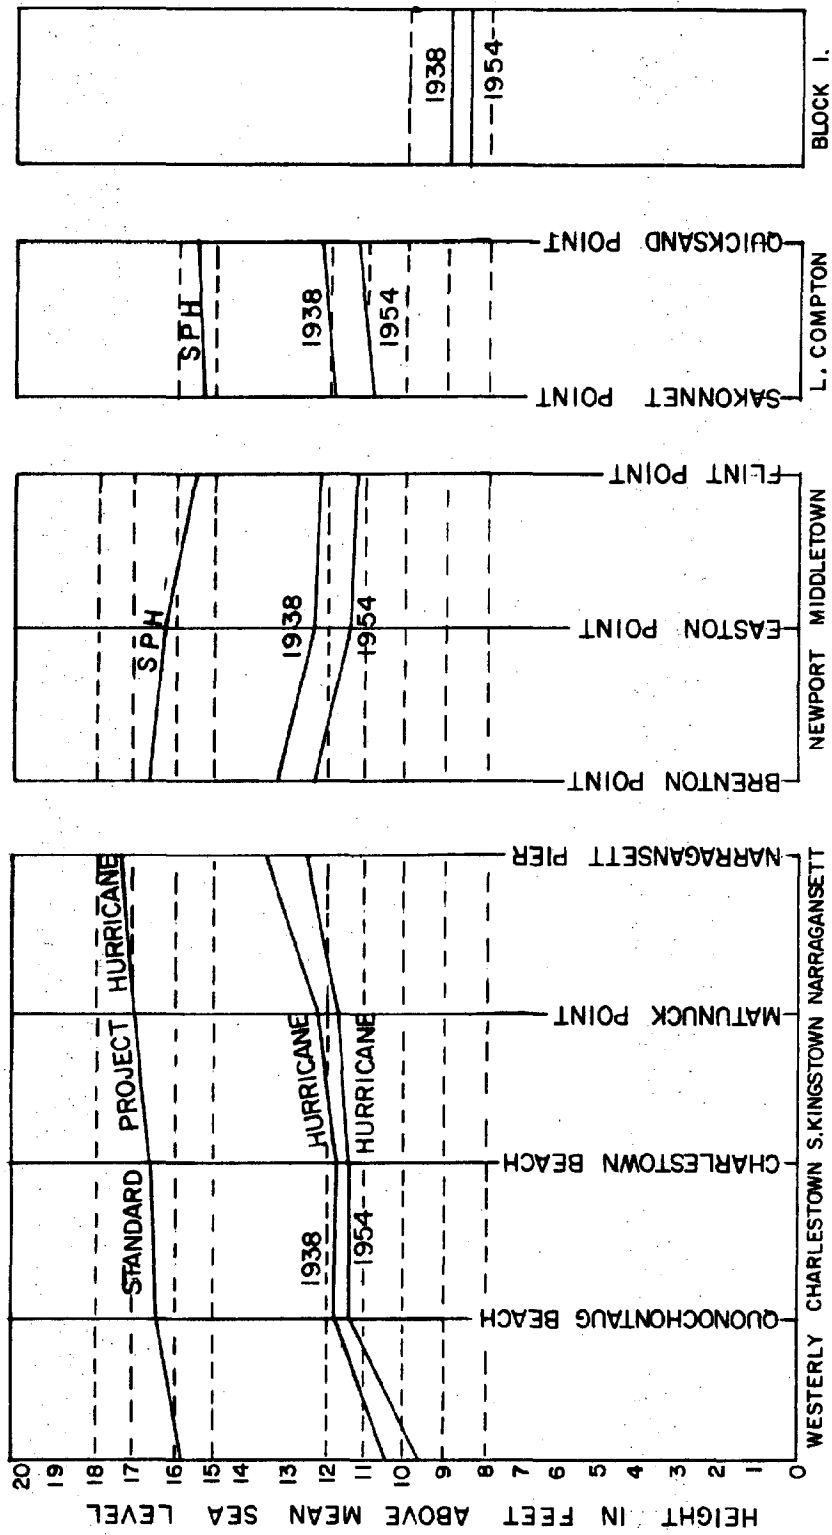 HEIGHT IN FEET ABOVE MEAN SEA LEVEL
20
19
18
17
16
15
14
13
12
11
10
9
8
7
6
5
4
3
2
1
0
STANDARD PROJECT HURRICANE
1938 HURRICANE
1954 HURRICANE
QUONOCHONTAUG BEACH
CHARLESTOWN BEACH
MATUNUCK POINT
NARRAGANSETT PIER
WESTERLY CHARLESTOWN S.KINGSTOWN NARRAGANSETT
SPH
1938
1954
BRENTON POINT
EASTON POINT
FLINT POINT
NEWPORT MIDDLETOWN
SPH
1938
1954
SAKONNET POINT
QUICKSAND POINT
L. COMPTON
1938
1954
BLOCK I.